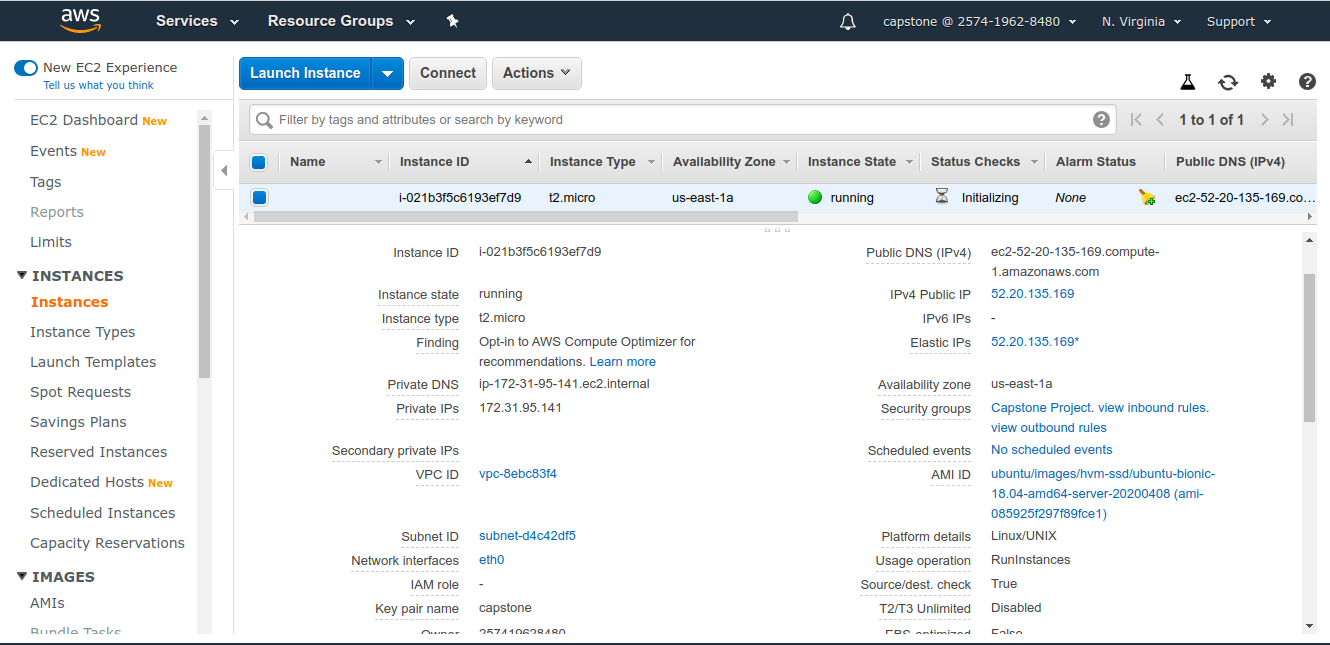 aws
Services
Resource Groups
capstone @ 2574-1962-8480
N. Virginia
Support
New EC2 Experience
Tell us what you think
EC2 Dashboard New
Events New
Tags
Reports
Limits
INSTANCES
Instances
Instance Types
Launch Templates
Spot Requests
Savings Plans
Reserved Instances
Dedicated Hosts New
Scheduled Instances
Capacity Reservations
IMAGES
AMIs
Bundle Tasks
Launch Instance
Connect
Actions
Filter by tags and attributes or search by keyword
1 to 1 of 1
Name
Instance ID
Instance Type
Availability Zone
Instance State
Status Checks
Alarm Status
Public DNS (IPv4)
i-021b3f5c6193ef7d9
t2.micro
us-east-1a
running
Initializing
None
ec2-52-20-135-169.co...
Instance ID i-021b3f5c6193ef7d9
Instance state running
Instance type t2.micro
Finding Opt-in to AWS Compute Optimizer for
recommendations. Learn more
Private DNS ip-172-31-95-141.ec2.internal
Private IPs 172.31.95.141
Secondary private IPs
VPC ID vpc-8ebc83f4
Subnet ID subnet-d4c42df5
Network interfaces eth0
IAM role -
Key pair name capstone
Owner 257419628480
Public DNS (IPv4) ec2-52-20-135-169.compute-
1.amazonaws.com
IPv4 Public IP 52.20.135.169
IPv6 IPs -
Elastic IPs 52.20.135.169*
Availability zone us-east-1a
Security groups Capstone Project. view inbound rules.
view outbound rules
Scheduled events No scheduled events
AMI ID ubuntu/images/hvm-ssd/ubuntu-bionic-
18.04-amd64-server-20200408 (ami-
085925f297f89fce1)
Platform details Linux/UNIX
Usage operation RunInstances
Source/dest. check True
T2/T3 Unlimited Disabled
EBS-optimized False